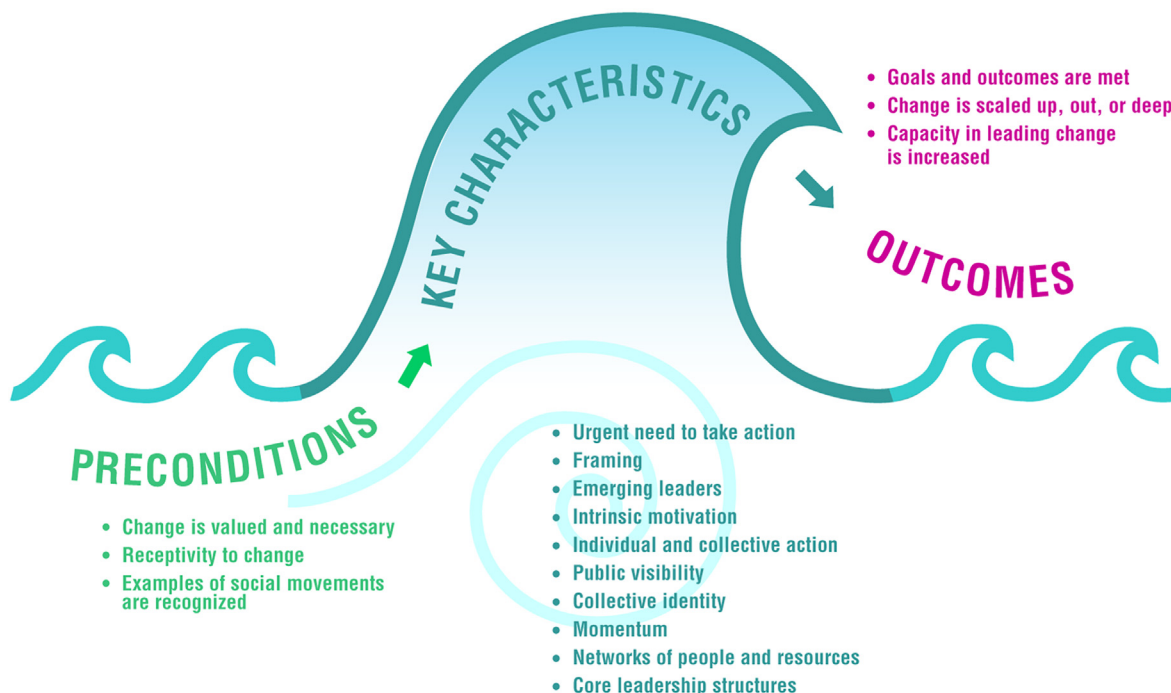 KEY CHARACTERISTICS
• Goals and outcomes are met
• Change is scaled up, out, or deep
• Capacity in leading change
is increased
OUTCOMES
PRECONDITIONS
• Change is valued and necessary
• Receptivity to change
• Examples of social movements
are recognized
• Urgent need to take action
• Framing
• Emerging leaders
• Intrinsic motivation
• Individual and collective action
• Public visibility
• Collective identity
• Momentum
• Networks of people and resources
• Core leadership structures